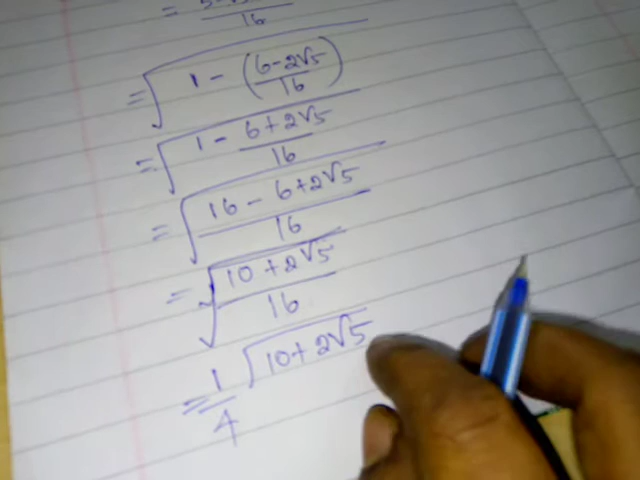 = 16
= √(1 - (6-2√5/16))
= √(1 - 6+2√5/16)
= √(16 - 6+2√5/16)
= √(10+2√5/16)
= 1/4 √(10+2√5)